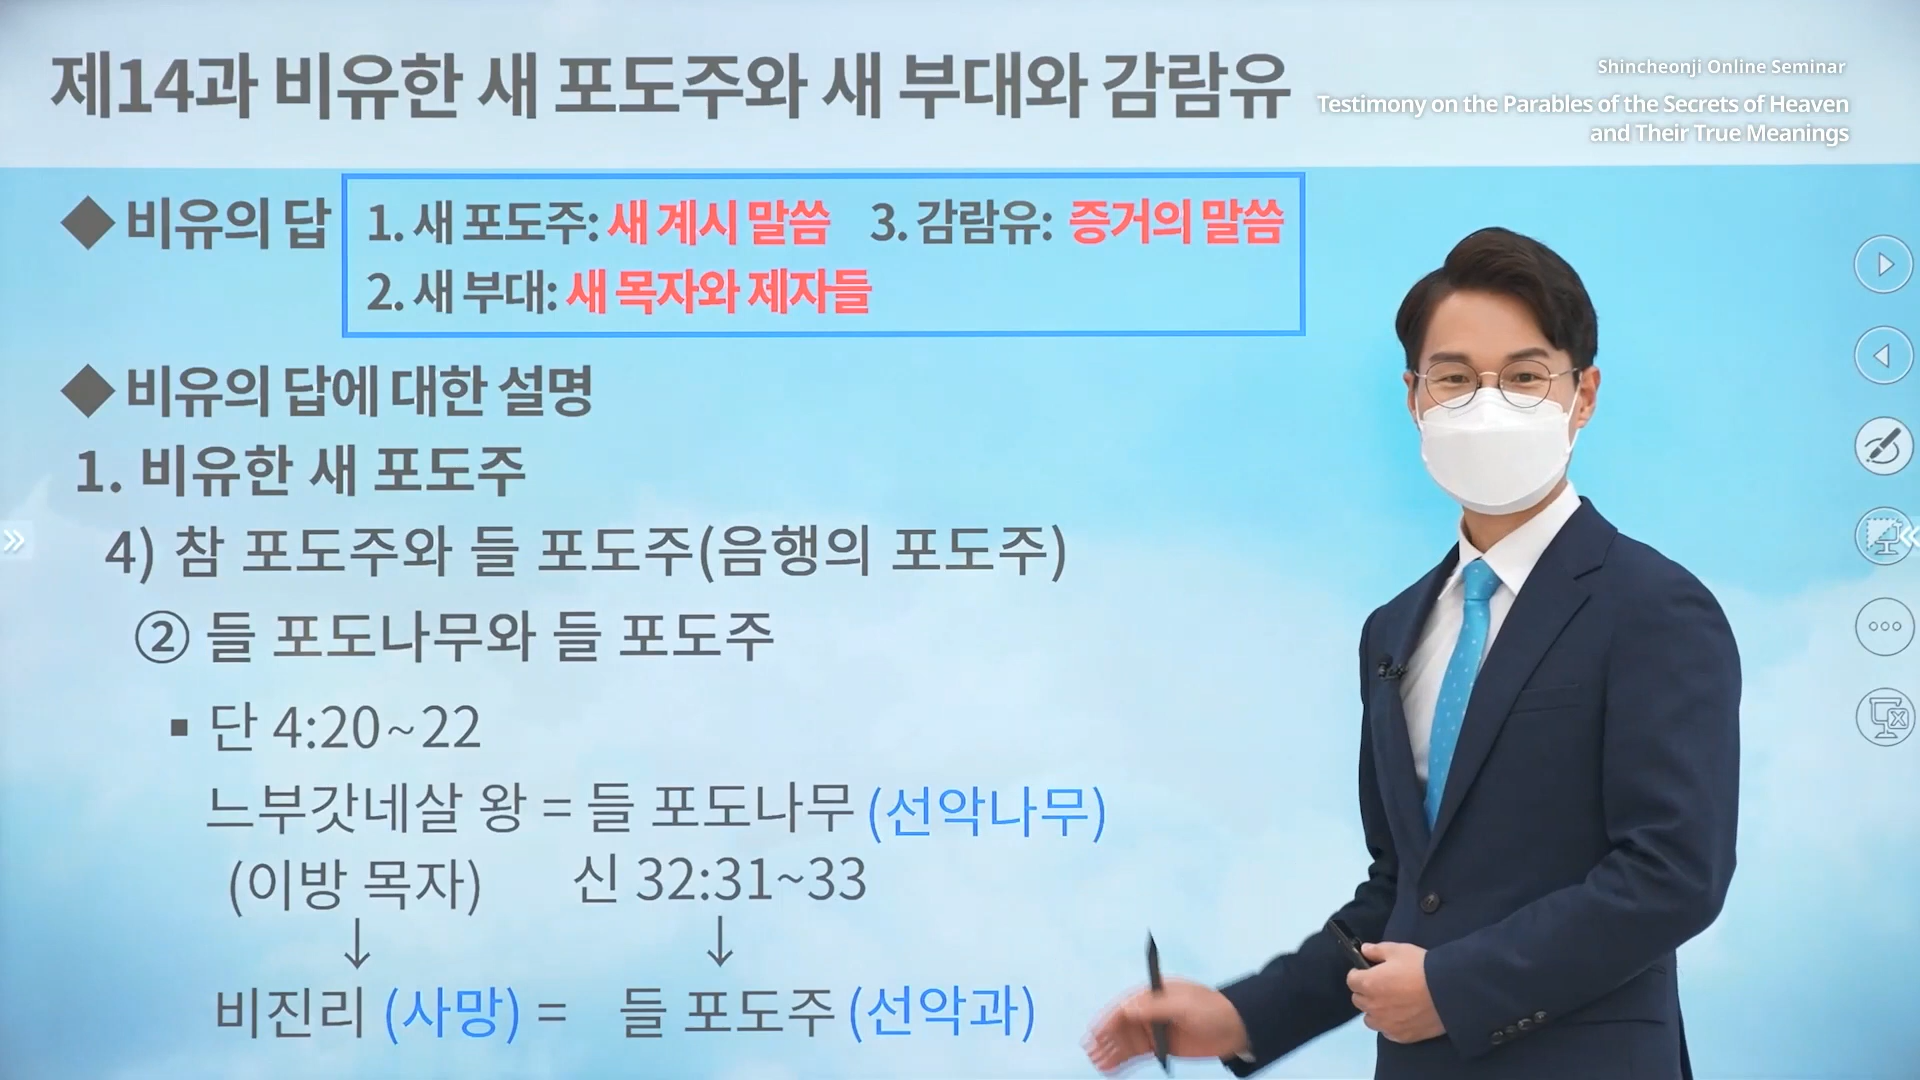 제14과 비유한 새 포도주와 새 부대와 감람유
Shincheonji Online Seminar
Testimony on the Parables of the Secrets of Heaven
and Their True Meanings
◆ 비유의 답
1. 새 포도주: 새 계시 말씀 3. 감람유: 증거의 말씀
2. 새 부대: 새 목자와 제자들
◆ 비유의 답에 대한 설명
1. 비유한 새 포도주
4) 참 포도주와 들 포도주(음행의 포도주)
② 들 포도나무와 들 포도주
▪ 단 4:20~22
느부갓네살 왕 = 들 포도나무 (선악나무)
(이방 목자) 신 32:31~33
↓ ↓
비진리 (사망) = 들 포도주 (선악과)